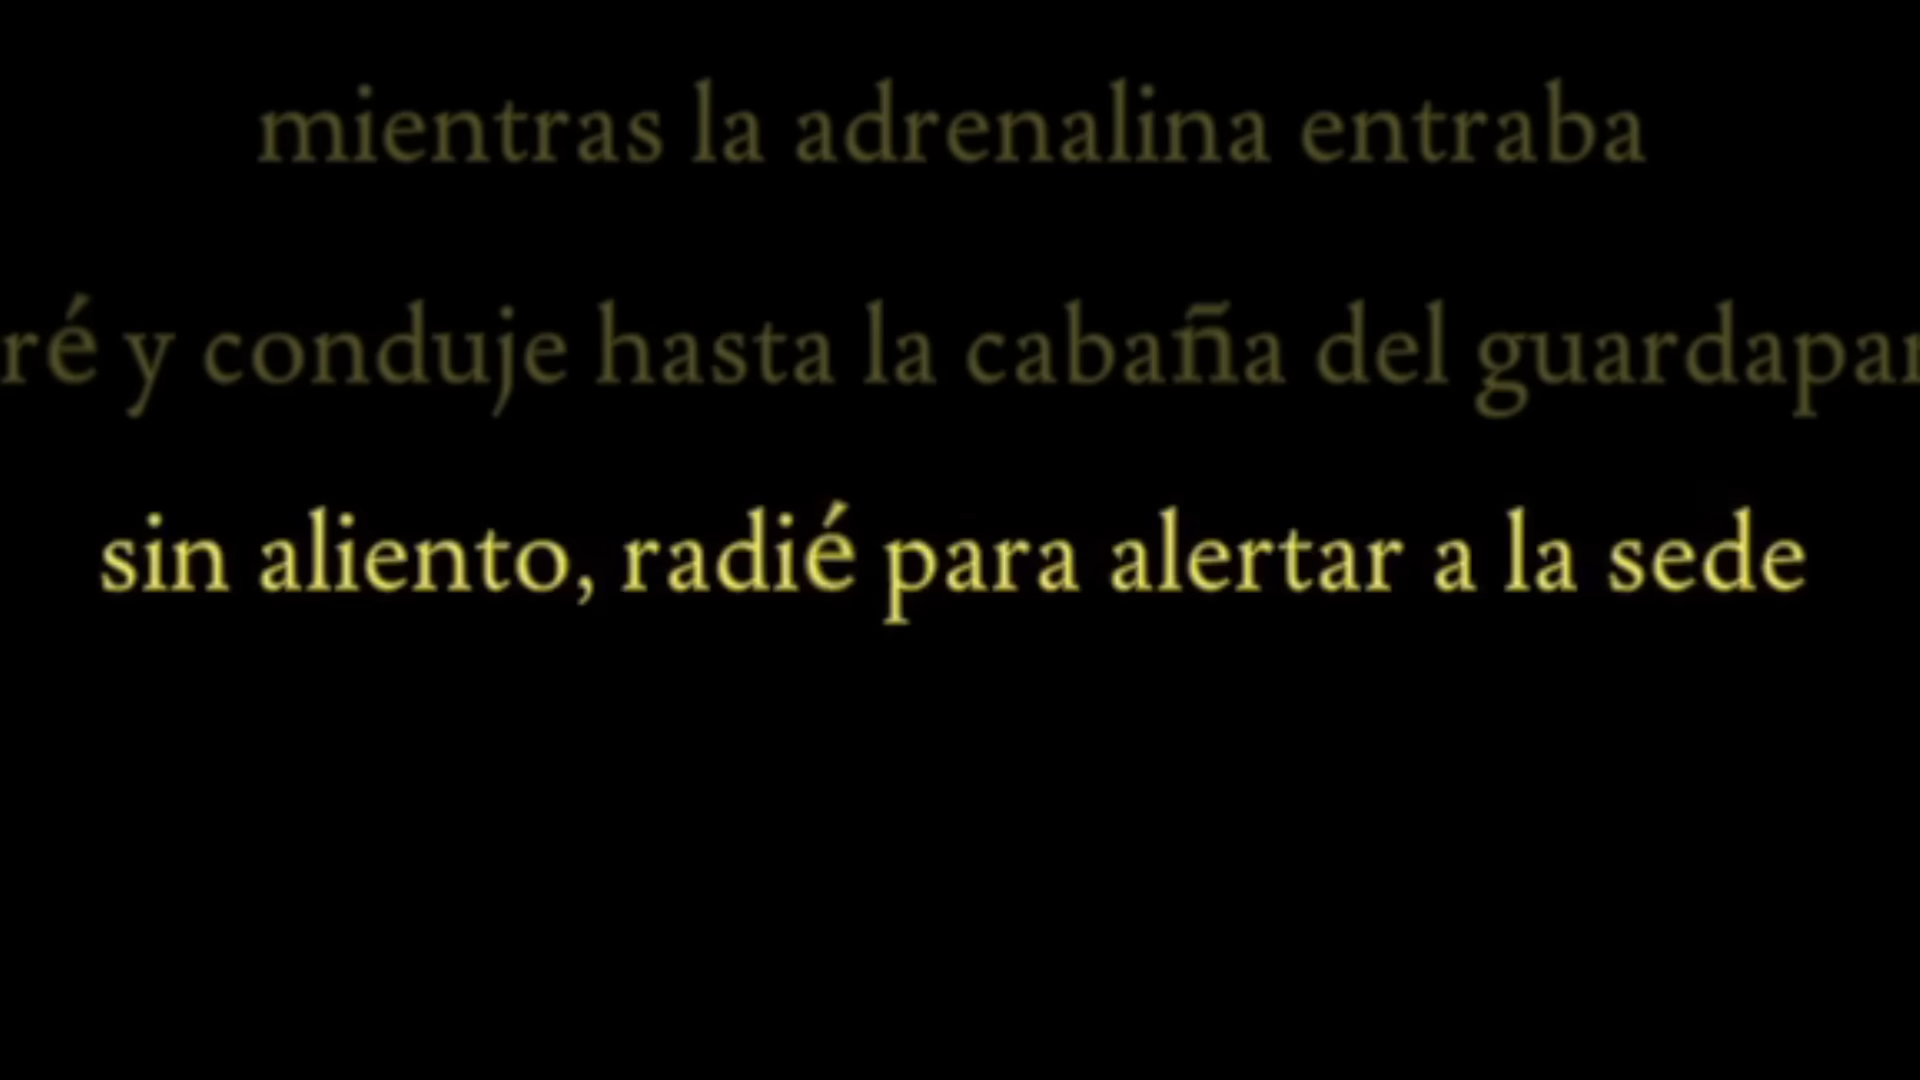 mientras la adrenalina entraba
ré y conduje hasta la cabaña del guardapar
sin aliento, radié para alertar a la sede